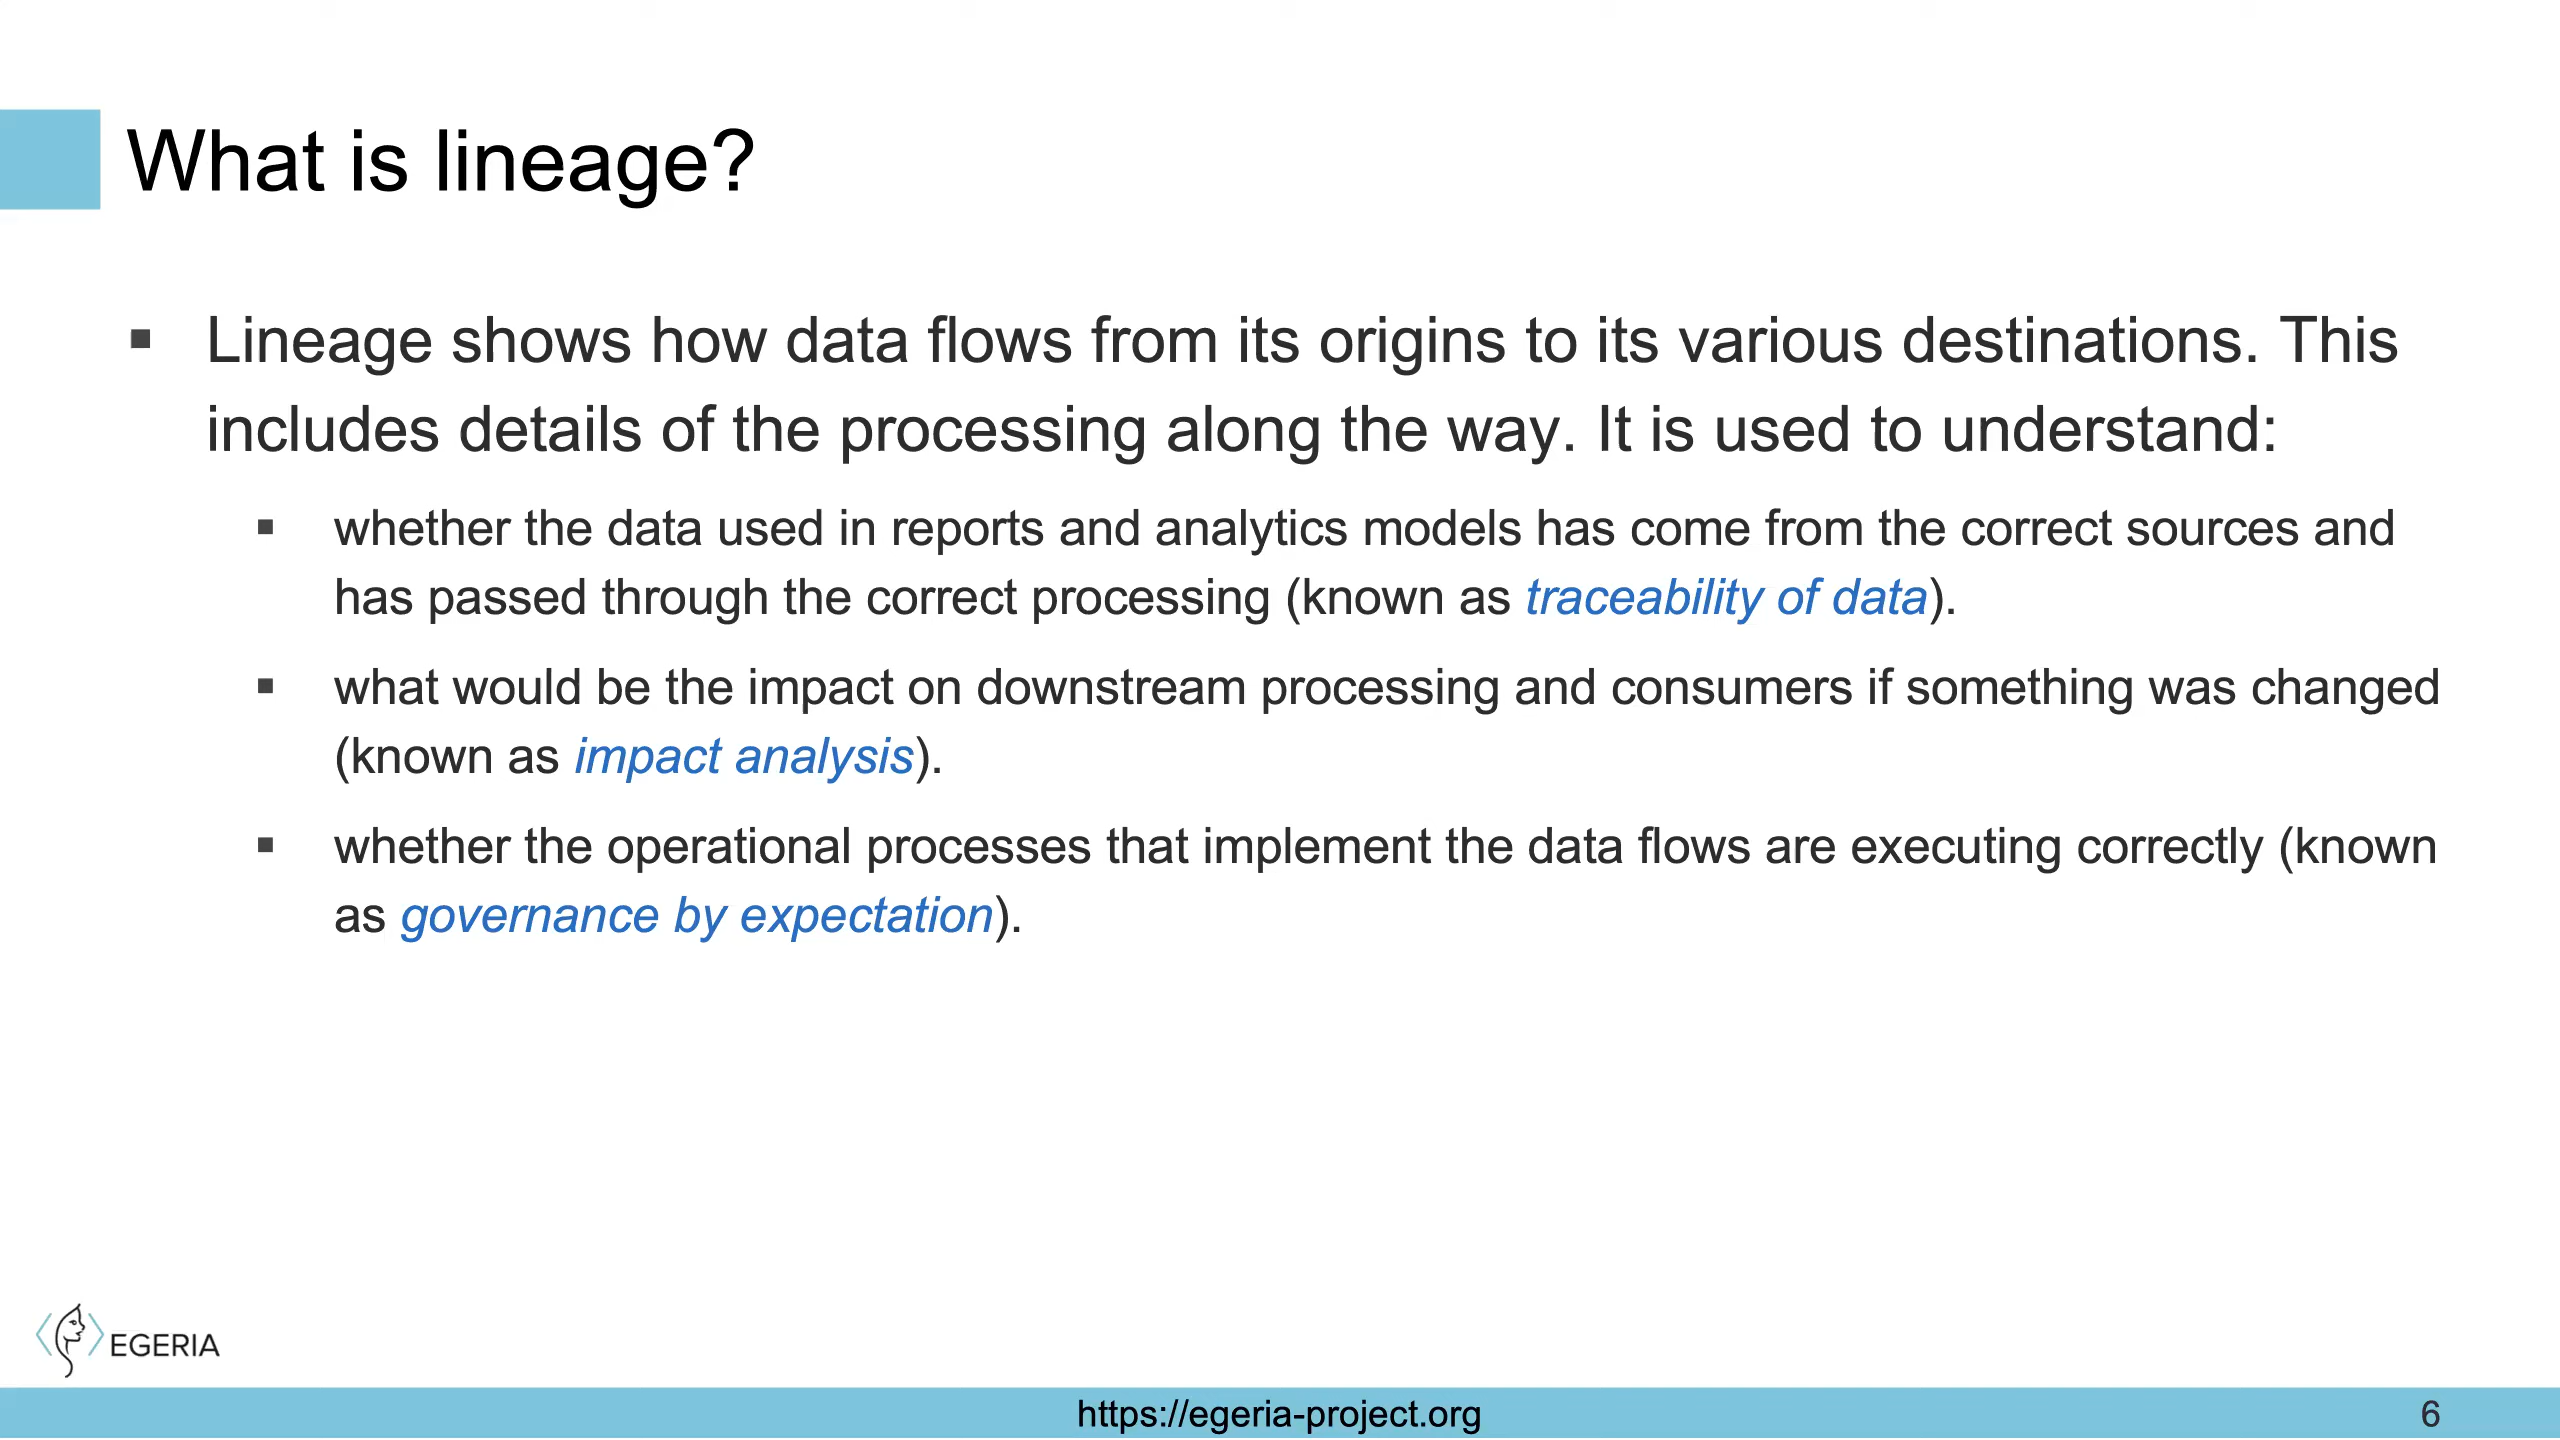 What is lineage?
▪ Lineage shows how data flows from its origins to its various destinations. This
includes details of the processing along the way. It is used to understand:
▪ whether the data used in reports and analytics models has come from the correct sources and
has passed through the correct processing (known as traceability of data).
▪ what would be the impact on downstream processing and consumers if something was changed
(known as impact analysis).
▪ whether the operational processes that implement the data flows are executing correctly (known
as governance by expectation).
EGERIA
https://egeria-project.org
6